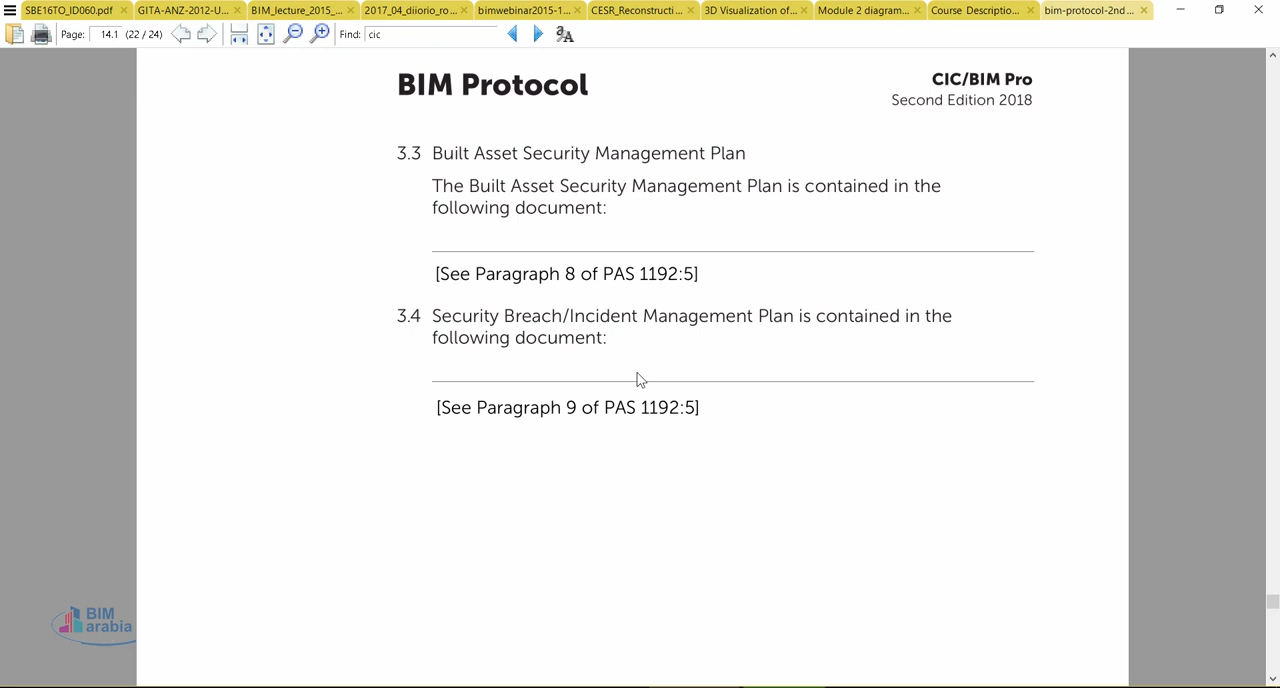 SBE16TO_ID060.pdf
GITA-ANZ-2012-U...
BIM_lecture_2015_...
2017_04_diiorio_ro...
bimwebinar2015-1...
CESR_Reconstructi...
3D Visualization of...
Module 2 diagram...
Course Descriptio...
bim-protocol-2nd ...
Page: 14.1 (22 / 24) Find: cic
BIM Protocol
CIC/BIM Pro
Second Edition 2018
3.3 Built Asset Security Management Plan
The Built Asset Security Management Plan is contained in the
following document:
[See Paragraph 8 of PAS 1192:5]
3.4 Security Breach/Incident Management Plan is contained in the
following document:
[See Paragraph 9 of PAS 1192:5]
BIM
arabia